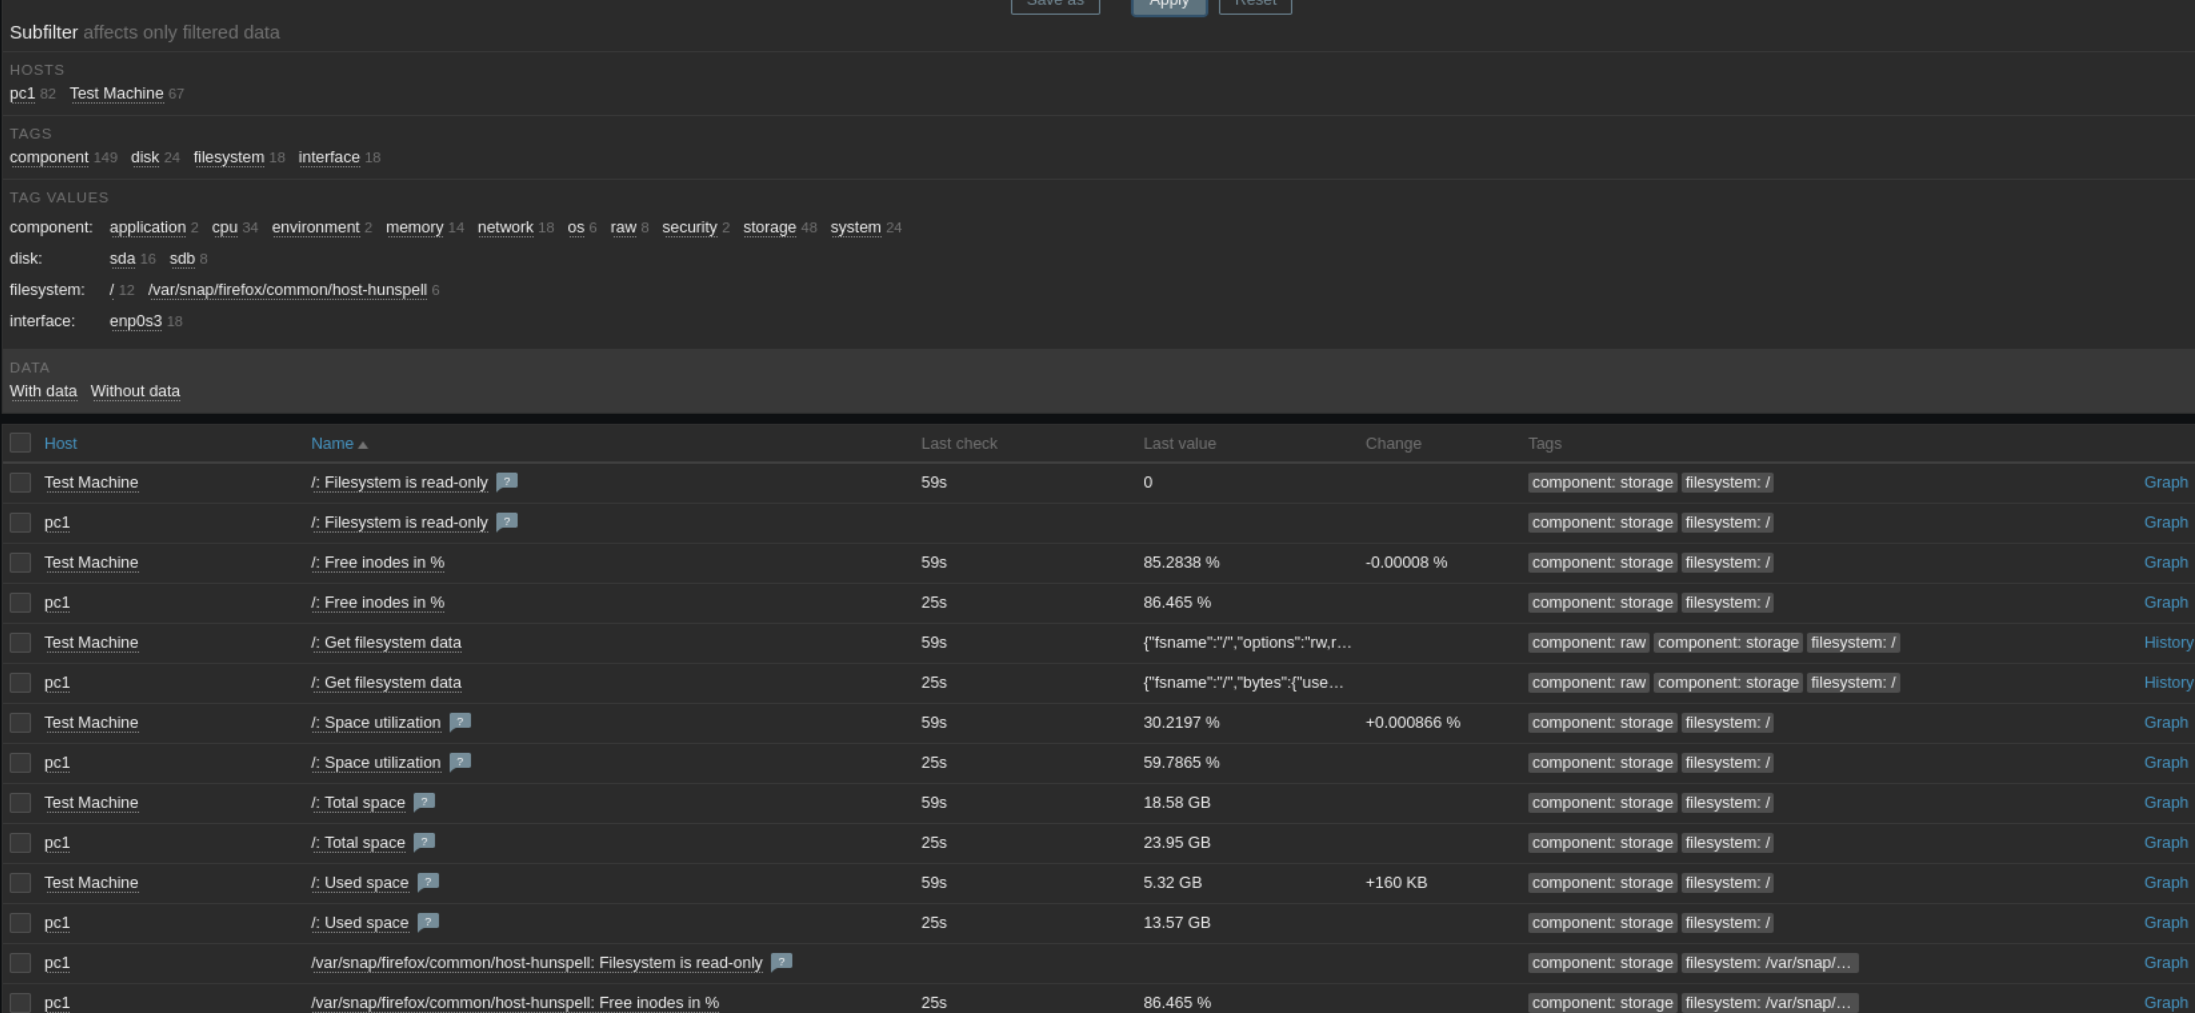 Save as Apply Reset
Subfilter affects only filtered data
HOSTS
pc1 82 Test Machine 67
TAGS
component 149 disk 24 filesystem 18 interface 18
TAG VALUES
component: application 2 cpu 34 environment 2 memory 14 network 18 os 6 raw 8 security 2 storage 48 system 24
disk: sda 16 sdb 8
filesystem: / 12 /var/snap/firefox/common/host-hunspell 6
interface: enp0s3 18
DATA
With data Without data
Host Name Last check Last value Change Tags
Test Machine /: Filesystem is read-only ? 59s 0 component: storage filesystem: / Graph
pc1 /: Filesystem is read-only ? component: storage filesystem: / Graph
Test Machine /: Free inodes in % 59s 85.2838 % -0.00008 % component: storage filesystem: / Graph
pc1 /: Free inodes in % 25s 86.465 % component: storage filesystem: / Graph
Test Machine /: Get filesystem data 59s {"fsname":"/","options":"rw,r… component: raw component: storage filesystem: / History
pc1 /: Get filesystem data 25s {"fsname":"/","bytes":{"use… component: raw component: storage filesystem: / History
Test Machine /: Space utilization ? 59s 30.2197 % +0.000866 % component: storage filesystem: / Graph
pc1 /: Space utilization ? 25s 59.7865 % component: storage filesystem: / Graph
Test Machine /: Total space ? 59s 18.58 GB component: storage filesystem: / Graph
pc1 /: Total space ? 25s 23.95 GB component: storage filesystem: / Graph
Test Machine /: Used space ? 59s 5.32 GB +160 KB component: storage filesystem: / Graph
pc1 /: Used space ? 25s 13.57 GB component: storage filesystem: / Graph
pc1 /var/snap/firefox/common/host-hunspell: Filesystem is read-only ? component: storage filesystem: /var/snap/… Graph
pc1 /var/snap/firefox/common/host-hunspell: Free inodes in % 25s 86.465 % component: storage filesystem: /var/snap/… Graph